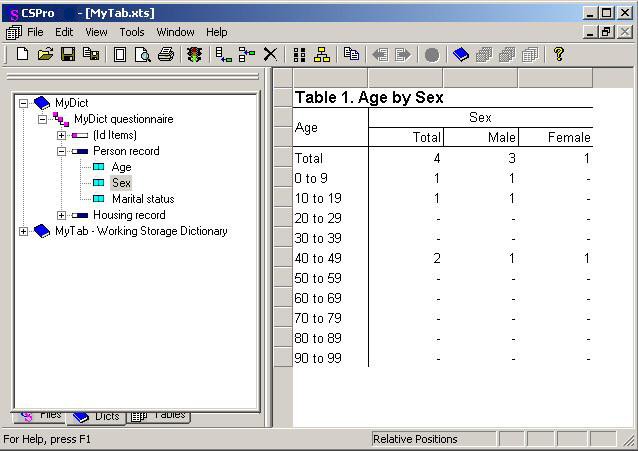 CSPro - [MyTab.xts]
File Edit View Tools Window Help
MyDict
MyDict questionnaire
(Id Items)
Person record
Age
Sex
Marital status
Housing record
MyTab - Working Storage Dictionary
Files Dicts Tables
Table 1. Age by Sex
Age Sex
Total Male Female
Total 4 3 1
0 to 9 1 1 -
10 to 19 1 1 -
20 to 29 - - -
30 to 39 - - -
40 to 49 2 1 1
50 to 59 - - -
60 to 69 - - -
70 to 79 - - -
80 to 89 - - -
90 to 99 - - -
For Help, press F1 Relative Positions